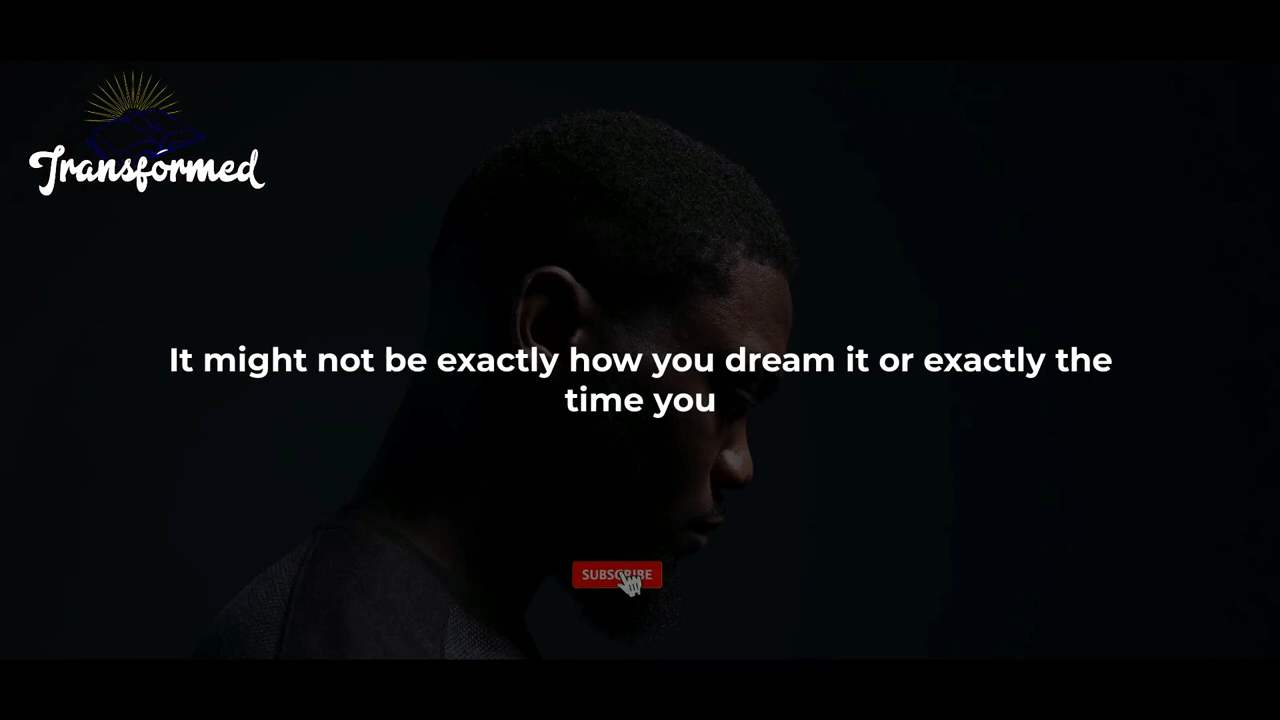 Transformed
It might not be exactly how you dream it or exactly the
time you
SUBSCRIBE